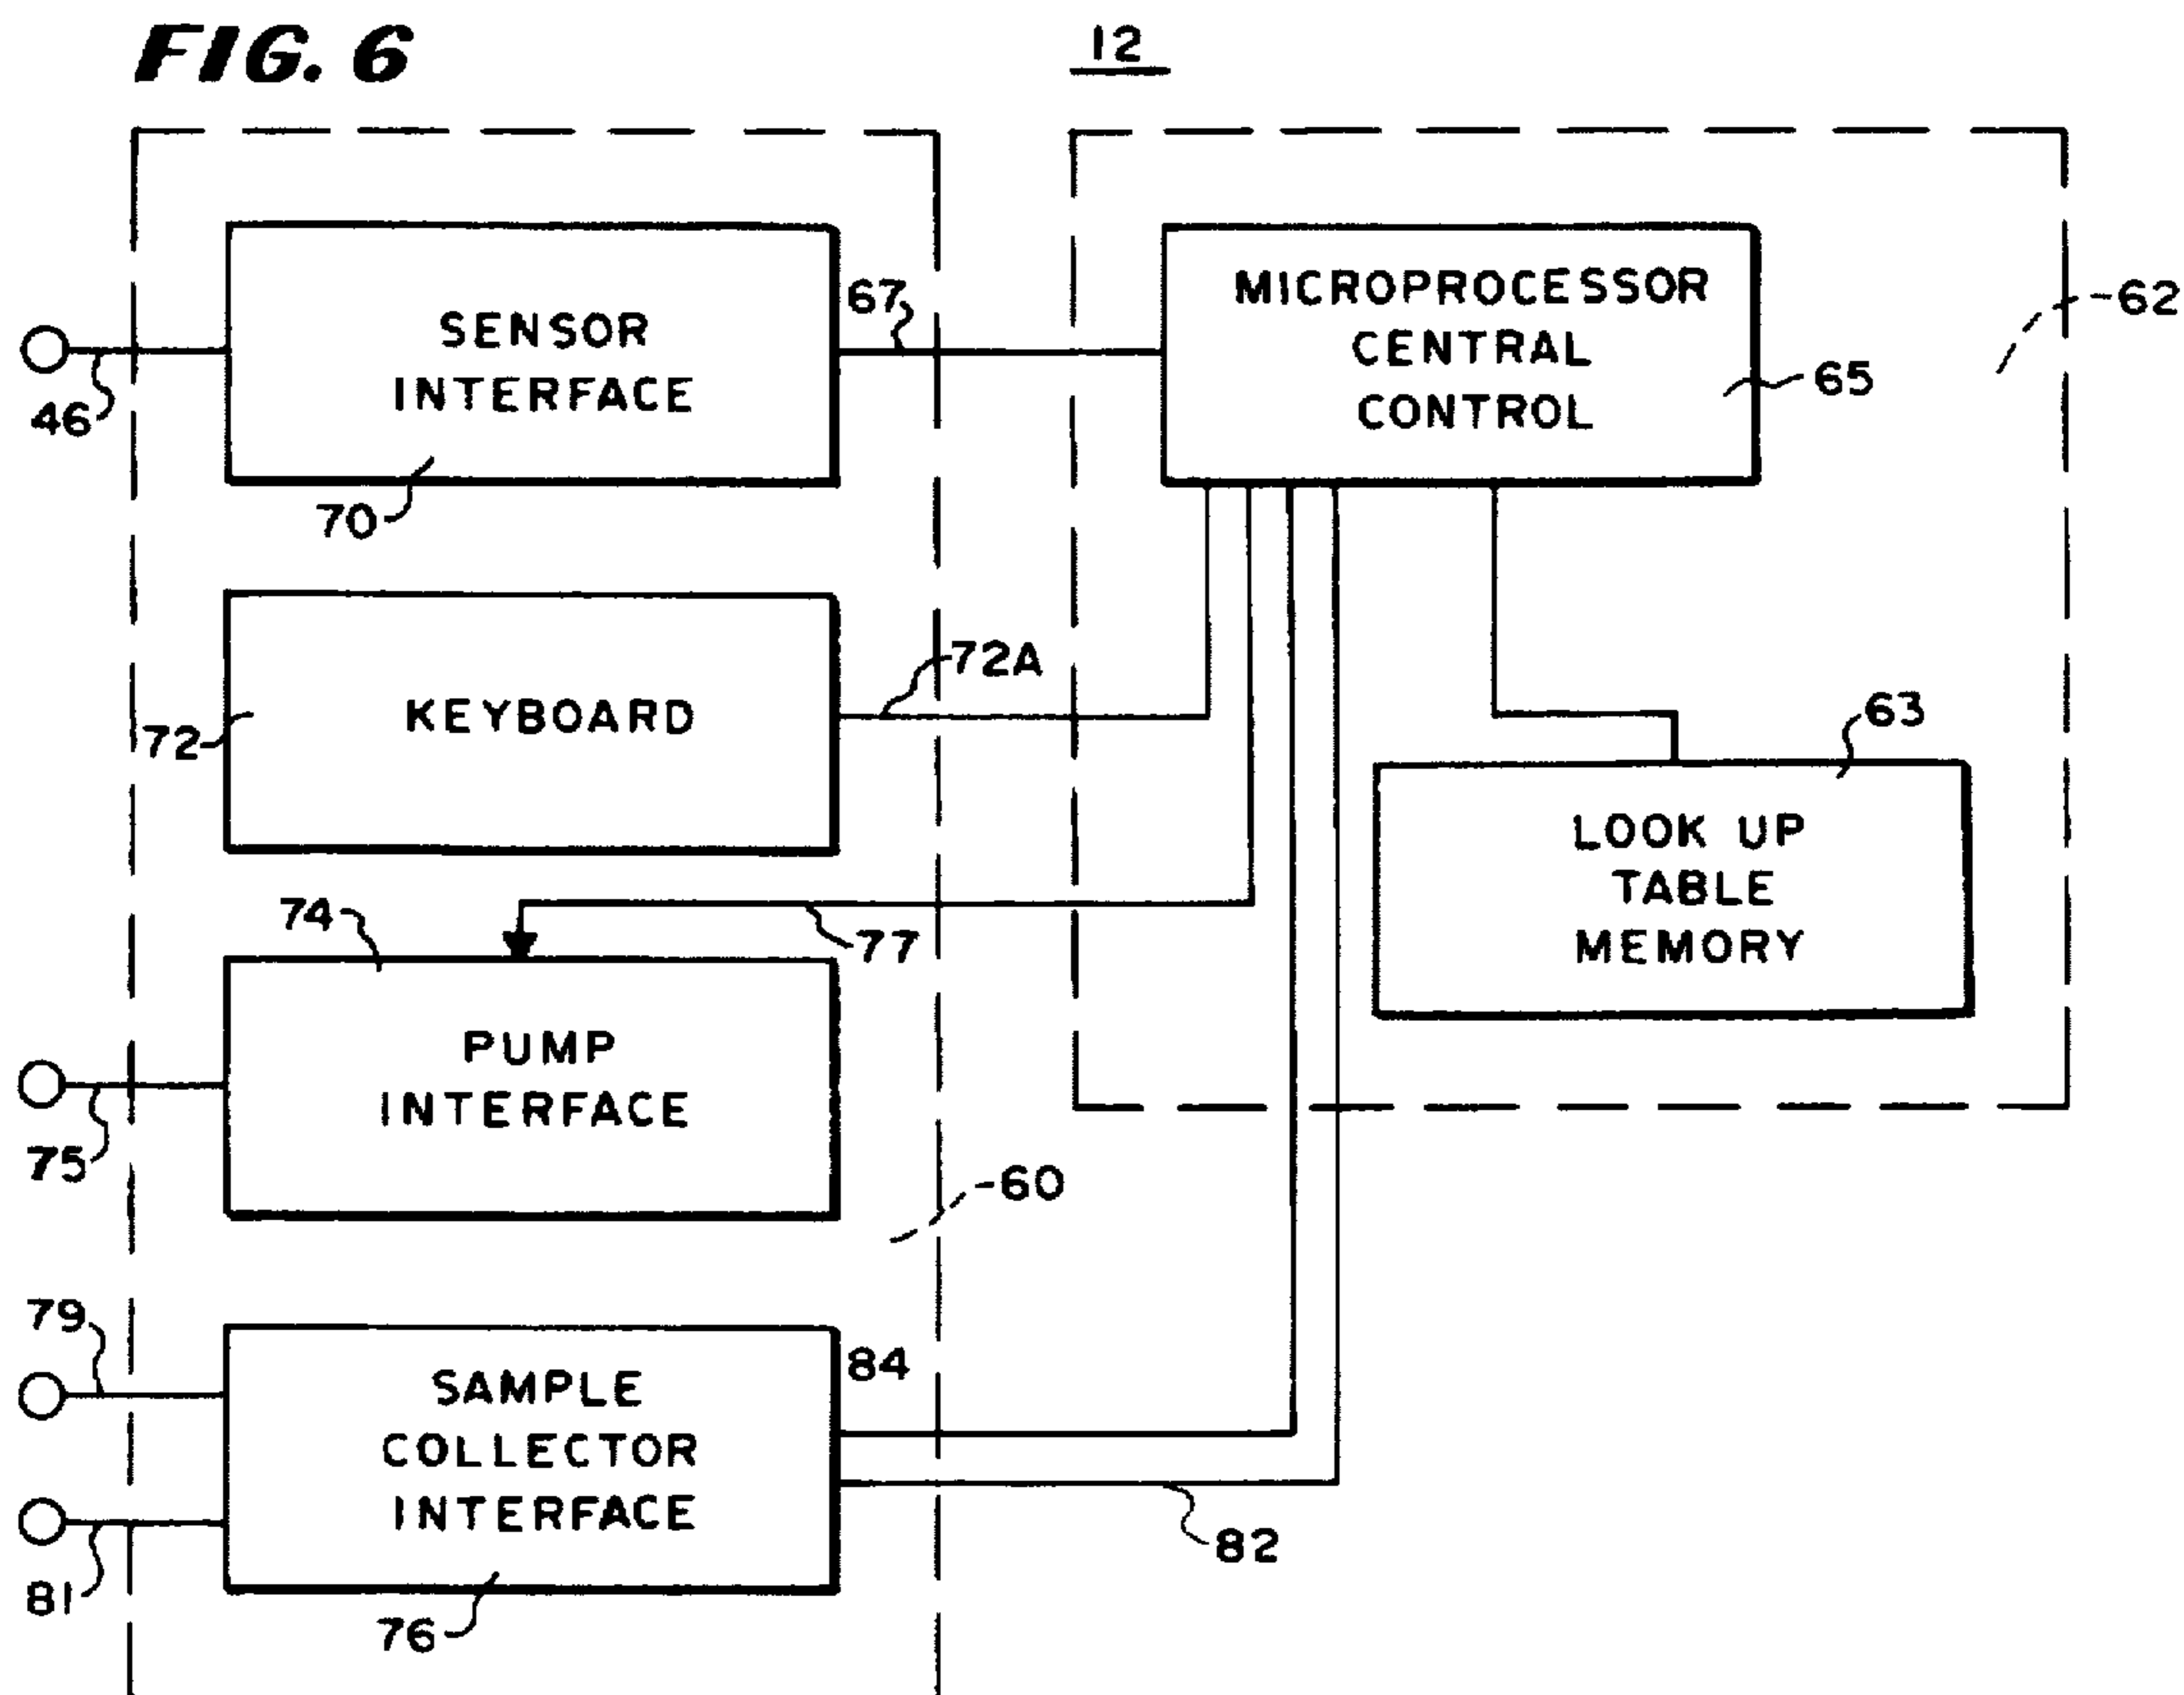 FIG. 6
12
SENSOR
INTERFACE
67
46
70
MICROPROCESSOR
CENTRAL
CONTROL
62
65
KEYBOARD
72
72A
63
LOOK UP
TABLE
MEMORY
74
77
PUMP
INTERFACE
75
60
79
SAMPLE
COLLECTOR
INTERFACE
84
82
81
76